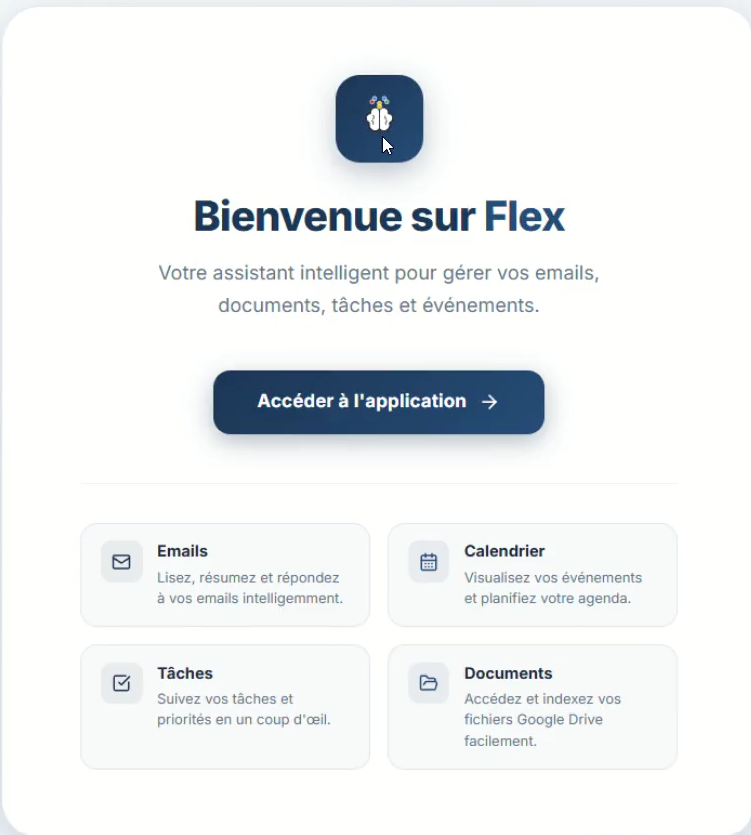 Bienvenue sur Flex
Votre assistant intelligent pour gérer vos emails,
documents, tâches et événements.
Accéder à l'application →
Emails
Lisez, résumez et répondez
à vos emails intelligemment.
Calendrier
Visualisez vos événements
et planifiez votre agenda.
Tâches
Suivez vos tâches et
priorités en un coup d'œil.
Documents
Accédez et indexez vos
fichiers Google Drive
facilement.